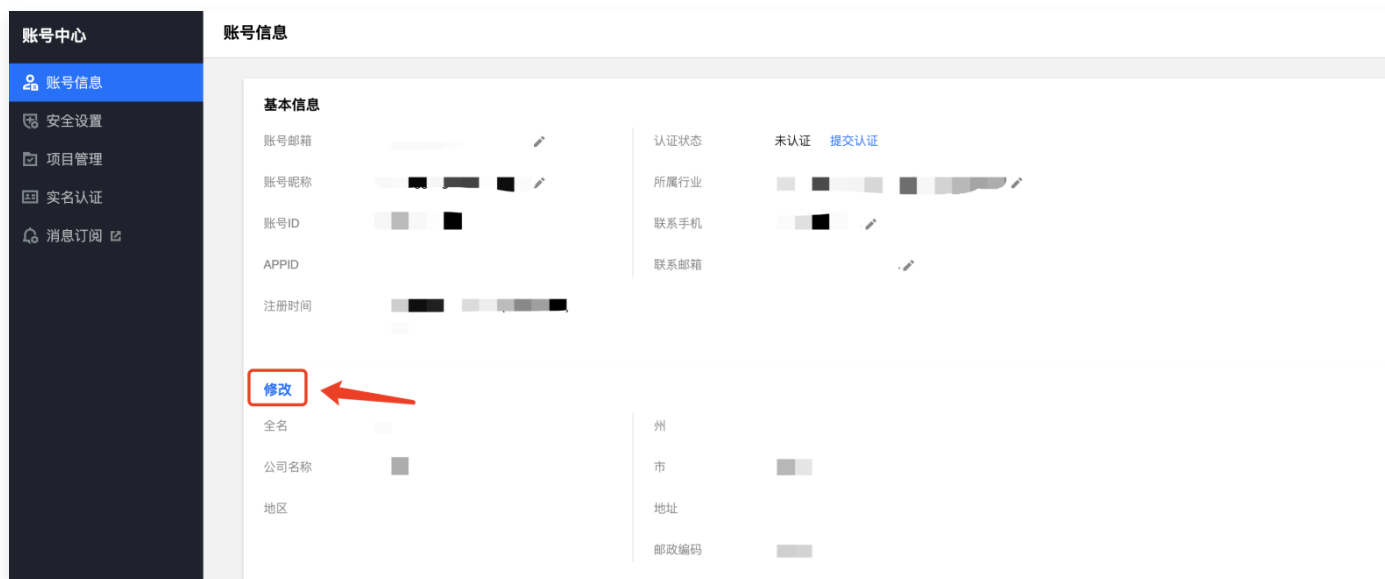 账号中心
账号信息
安全设置
项目管理
实名认证
消息订阅
账号信息
基本信息
账号邮箱
认证状态 未认证 提交认证
账号昵称
所属行业
账号ID
联系手机
APPID
联系邮箱
注册时间
修改
全名
州
公司名称
市
地区
地址
邮政编码